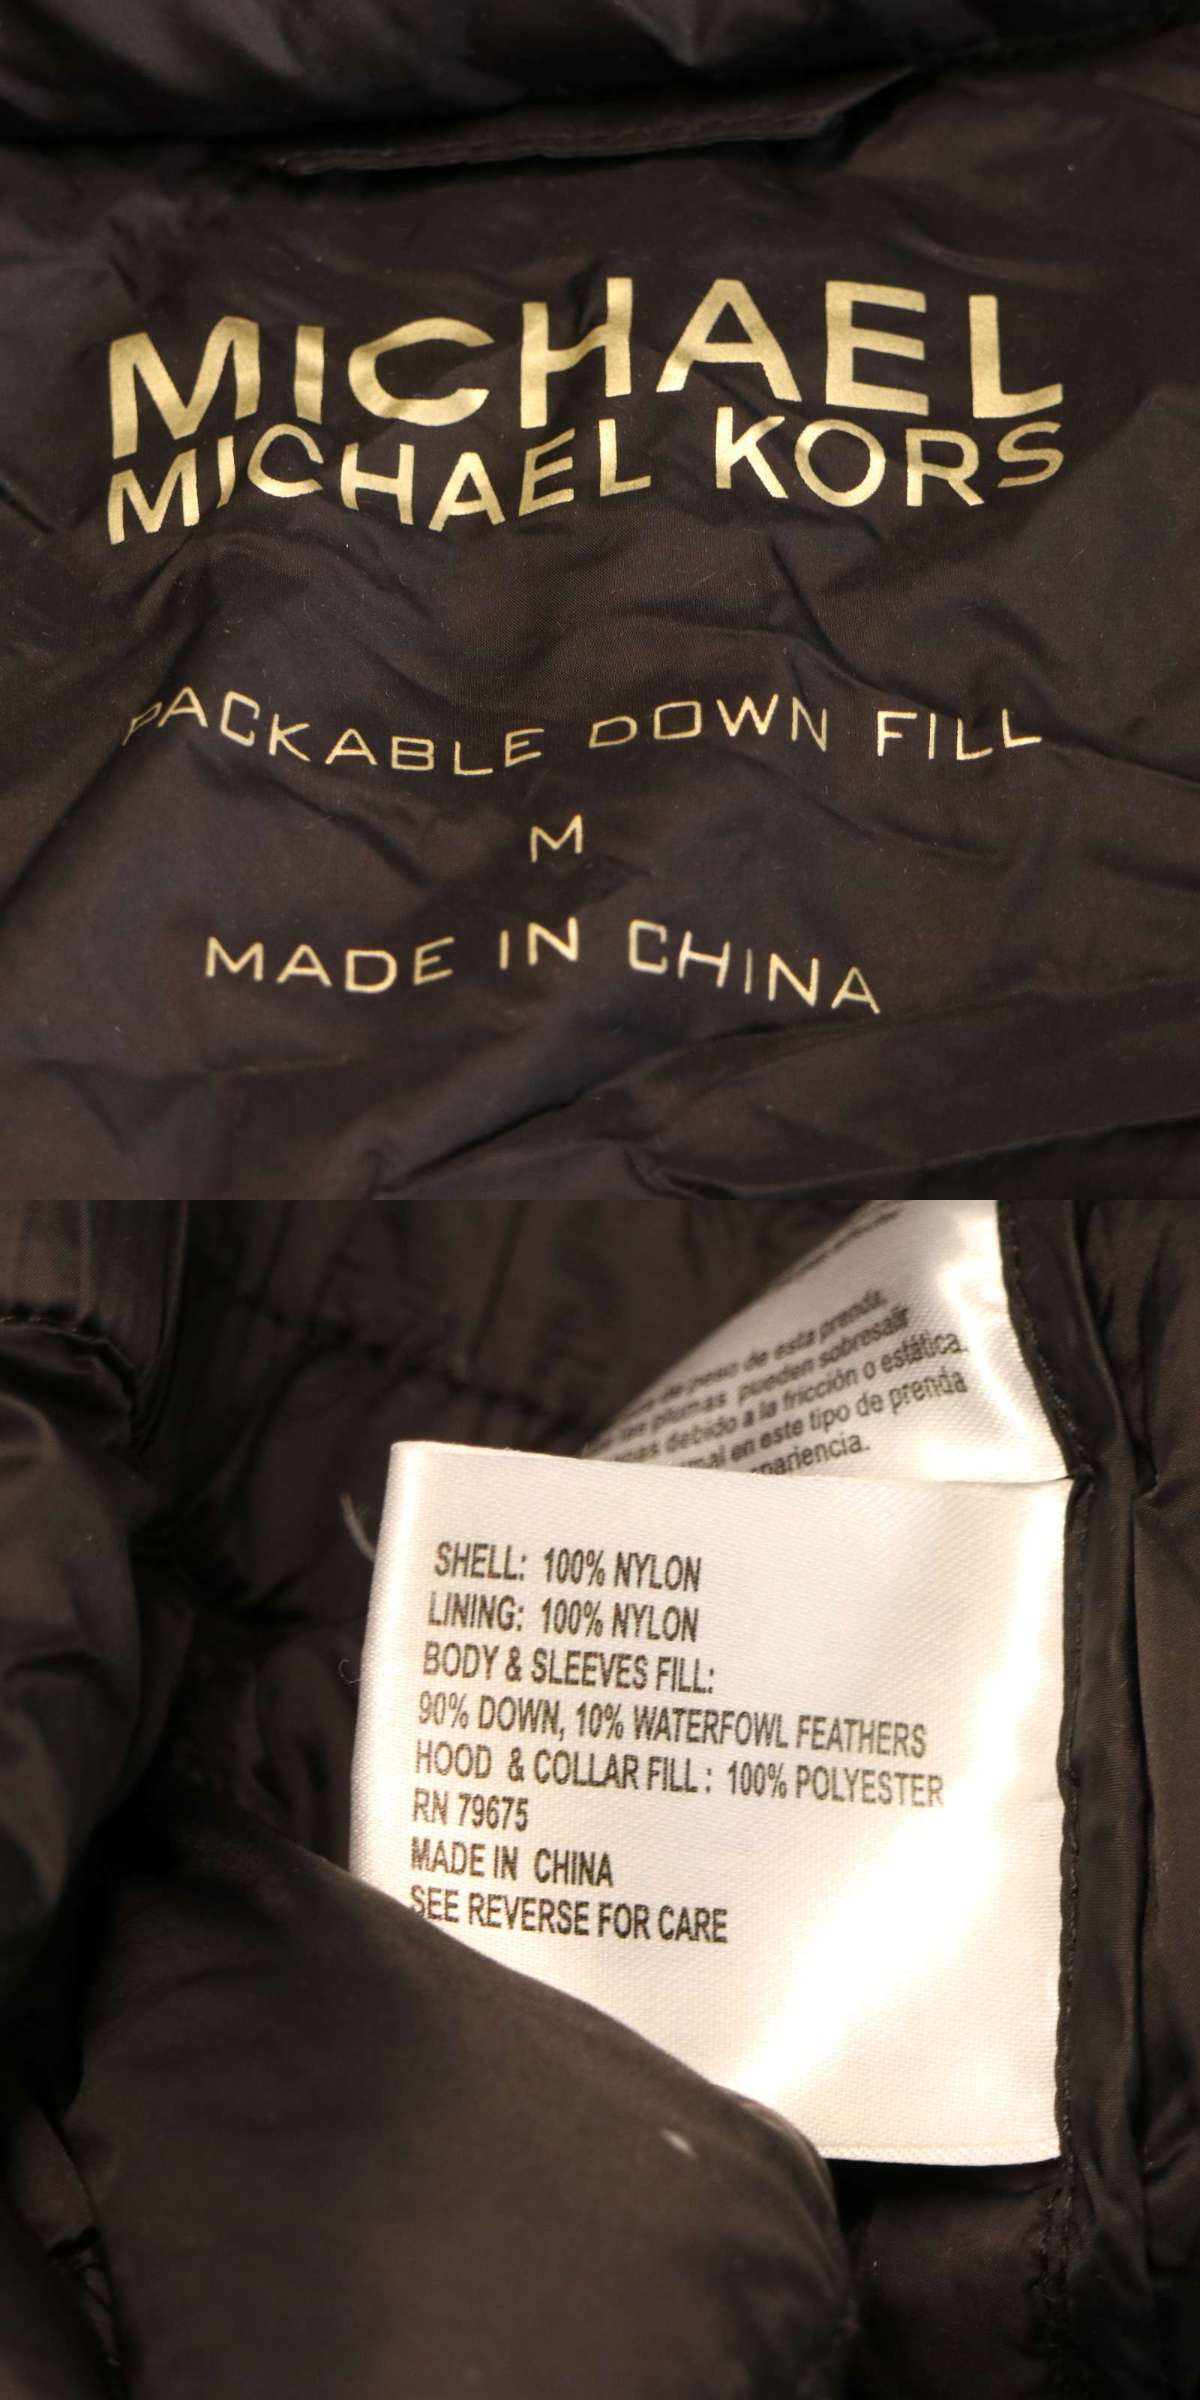 MICHAEL
MICHAEL KORS
PACKABLE DOWN FILL
M
MADE IN CHINA
de peso de esta prenda,
las plumas pueden sobresalir
debido a la fricción o estática.
en este tipo de prenda
SHELL: 100% NYLON
LINING: 100% NYLON
BODY & SLEEVES FILL:
90% DOWN, 10% WATERFOWL FEATHERS
HOOD & COLLAR FILL : 100% POLYESTER
RN 79675
MADE IN CHINA
SEE REVERSE FOR CARE